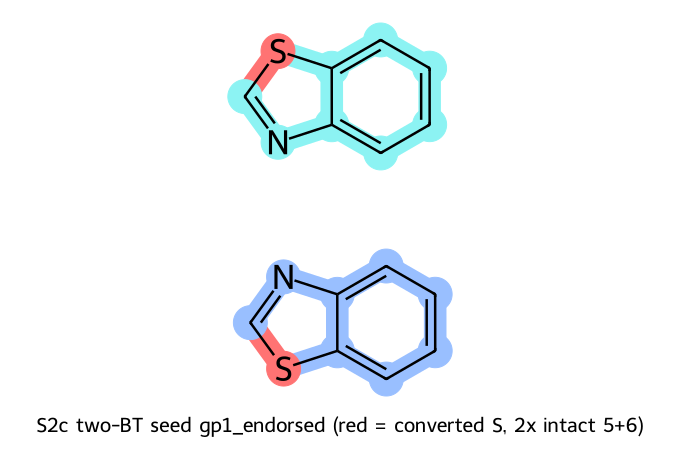 S
N
N
S
S2c two-BT seed gp1_endorsed (red = converted S, 2x intact 5+6)